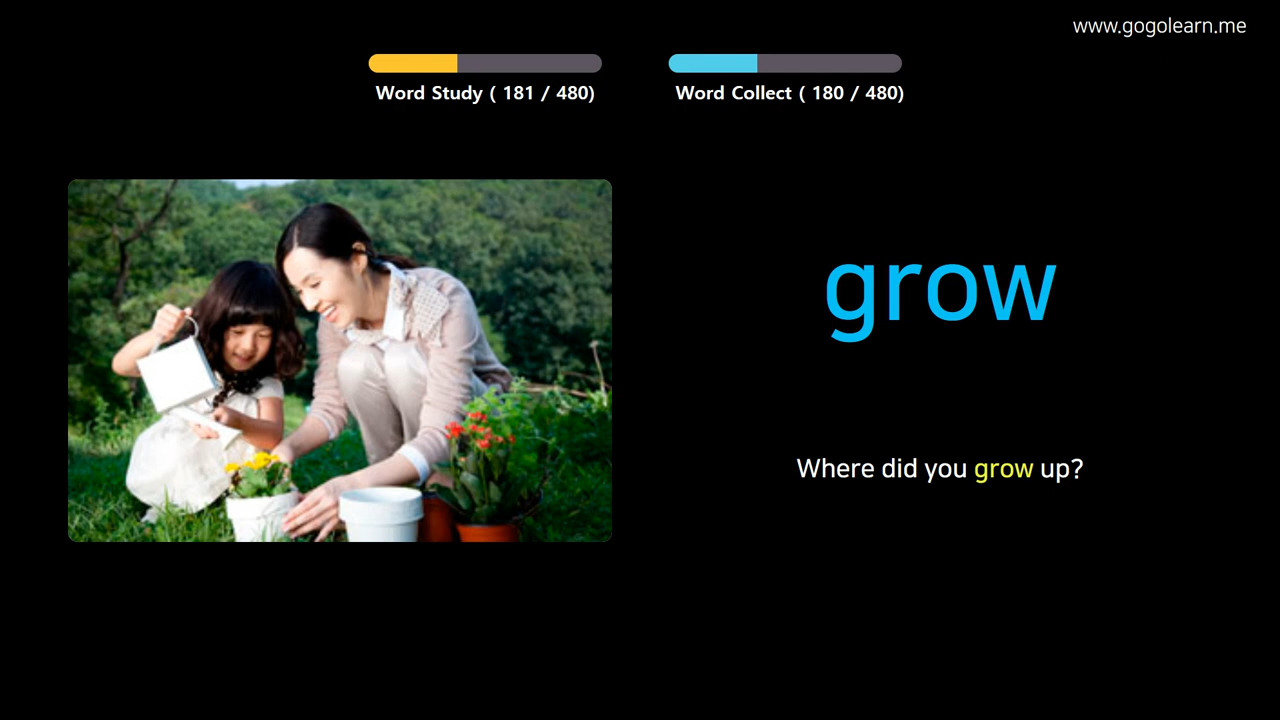 www.gogolearn.me
Word Study ( 181 / 480)
Word Collect ( 180 / 480)
grow
Where did you grow up?